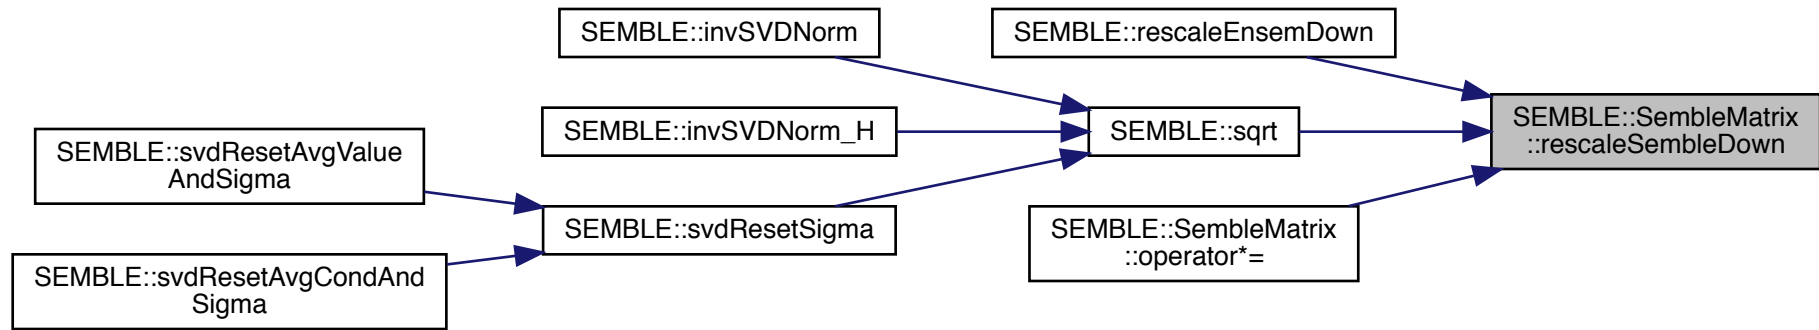 SEMBLE::invSVDNorm
SEMBLE::rescaleEnsemDown
SEMBLE::SembleMatrix
::rescaleSembleDown
SEMBLE::invSVDNorm_H
SEMBLE::sqrt
SEMBLE::svdResetAvgValue
AndSigma
SEMBLE::svdResetSigma
SEMBLE::SembleMatrix
::operator*=
SEMBLE::svdResetAvgCondAnd
Sigma